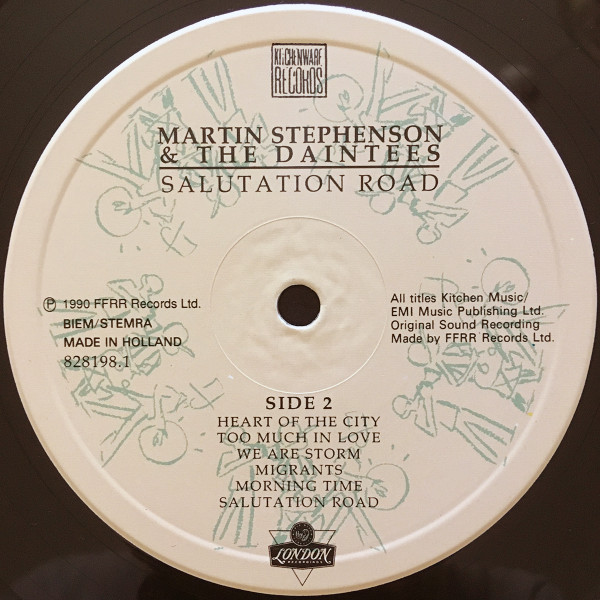 KITCHENWARE
RECORDS
MARTIN STEPHENSON
& THE DAINTEES
SALUTATION ROAD
℗ 1990 FFRR Records Ltd.
BIEM/STEMRA
MADE IN HOLLAND
828198.1
All titles Kitchen Music/
EMI Music Publishing Ltd.
Original Sound Recording
Made by FFRR Records Ltd.
SIDE 2
HEART OF THE CITY
TOO MUCH IN LOVE
WE ARE STORM
MIGRANTS
MORNING TIME
SALUTATION ROAD
LONDON
RECORDINGS